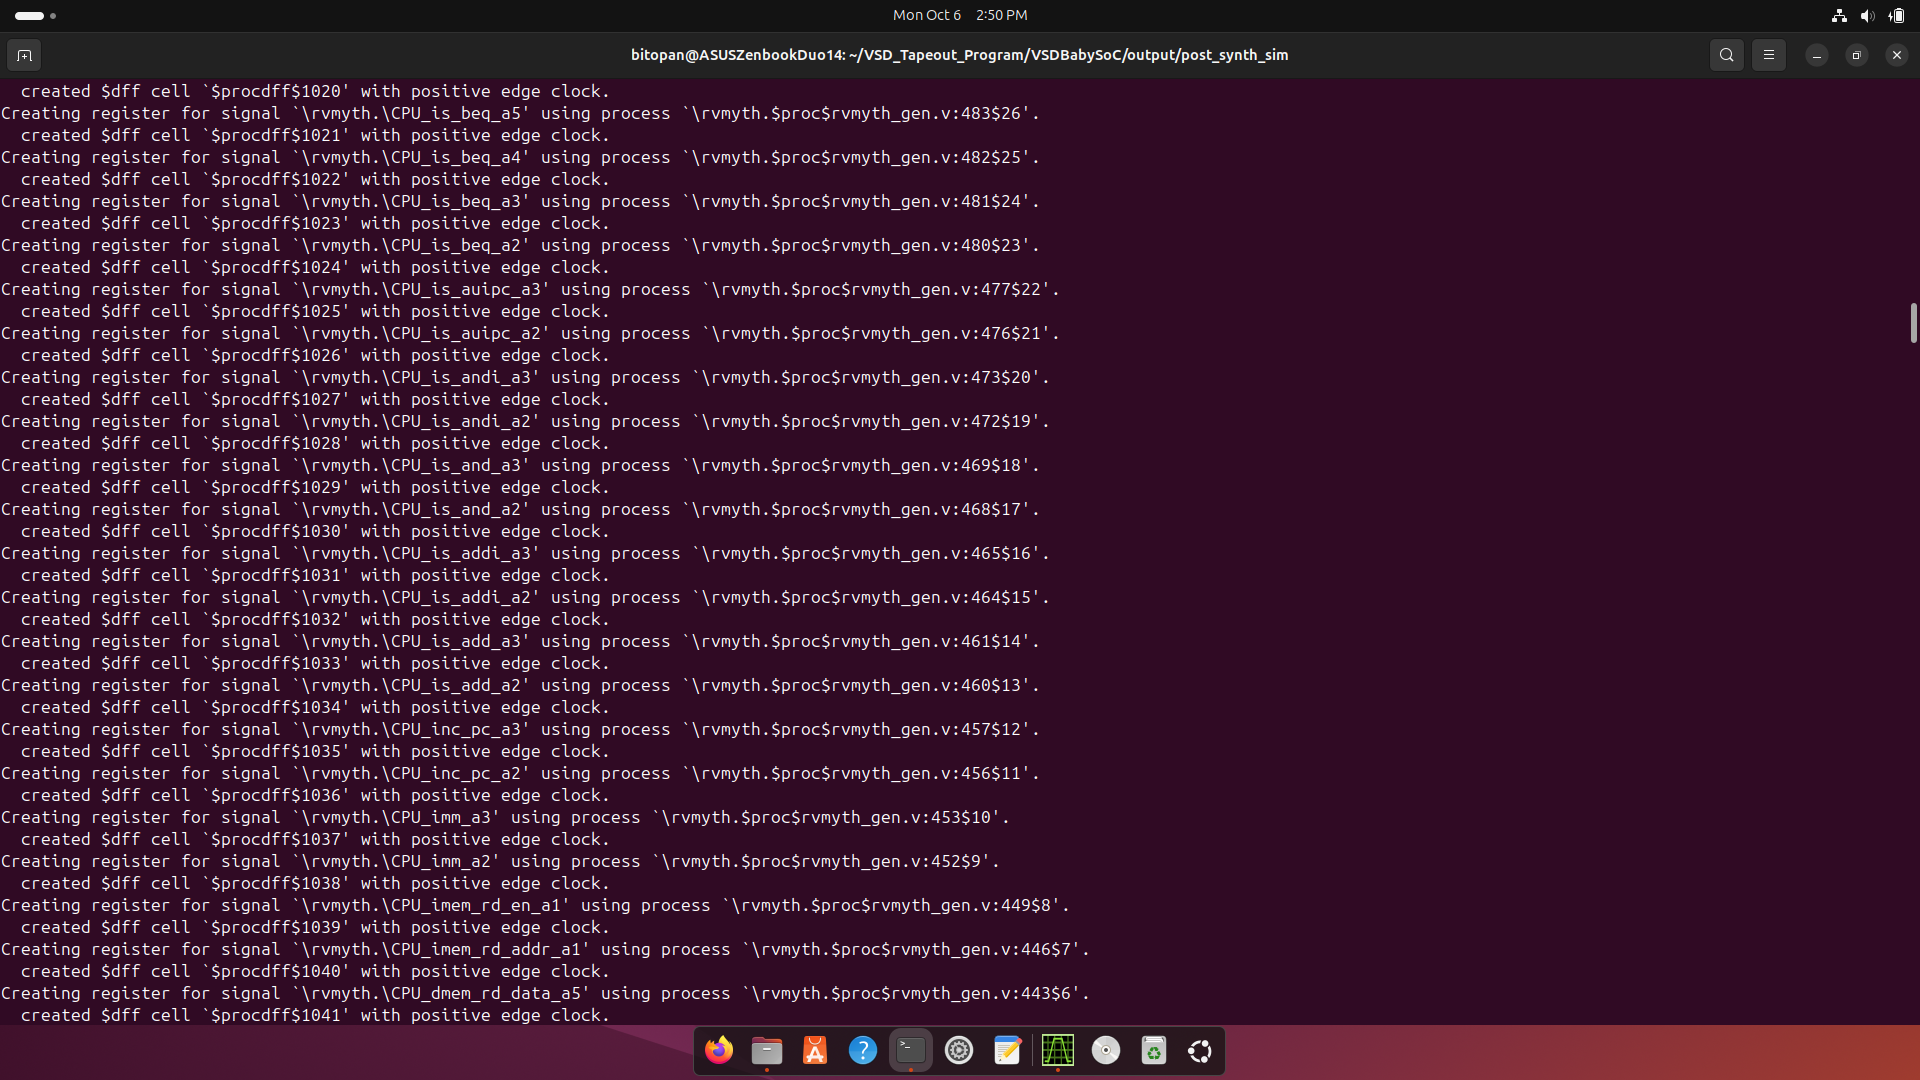 Mon Oct 6 2:50 PM
bitopan@ASUSZenbookDuo14: ~/VSD_Tapeout_Program/VSDBabySoC/output/post_synth_sim
  created $dff cell `$procdff$1020' with positive edge clock.
Creating register for signal `\rvmyth.\CPU_is_beq_a5' using process `\rvmyth.$proc$rvmyth_gen.v:483$26'.
  created $dff cell `$procdff$1021' with positive edge clock.
Creating register for signal `\rvmyth.\CPU_is_beq_a4' using process `\rvmyth.$proc$rvmyth_gen.v:482$25'.
  created $dff cell `$procdff$1022' with positive edge clock.
Creating register for signal `\rvmyth.\CPU_is_beq_a3' using process `\rvmyth.$proc$rvmyth_gen.v:481$24'.
  created $dff cell `$procdff$1023' with positive edge clock.
Creating register for signal `\rvmyth.\CPU_is_beq_a2' using process `\rvmyth.$proc$rvmyth_gen.v:480$23'.
  created $dff cell `$procdff$1024' with positive edge clock.
Creating register for signal `\rvmyth.\CPU_is_auipc_a3' using process `\rvmyth.$proc$rvmyth_gen.v:477$22'.
  created $dff cell `$procdff$1025' with positive edge clock.
Creating register for signal `\rvmyth.\CPU_is_auipc_a2' using process `\rvmyth.$proc$rvmyth_gen.v:476$21'.
  created $dff cell `$procdff$1026' with positive edge clock.
Creating register for signal `\rvmyth.\CPU_is_andi_a3' using process `\rvmyth.$proc$rvmyth_gen.v:473$20'.
  created $dff cell `$procdff$1027' with positive edge clock.
Creating register for signal `\rvmyth.\CPU_is_andi_a2' using process `\rvmyth.$proc$rvmyth_gen.v:472$19'.
  created $dff cell `$procdff$1028' with positive edge clock.
Creating register for signal `\rvmyth.\CPU_is_and_a3' using process `\rvmyth.$proc$rvmyth_gen.v:469$18'.
  created $dff cell `$procdff$1029' with positive edge clock.
Creating register for signal `\rvmyth.\CPU_is_and_a2' using process `\rvmyth.$proc$rvmyth_gen.v:468$17'.
  created $dff cell `$procdff$1030' with positive edge clock.
Creating register for signal `\rvmyth.\CPU_is_addi_a3' using process `\rvmyth.$proc$rvmyth_gen.v:465$16'.
  created $dff cell `$procdff$1031' with positive edge clock.
Creating register for signal `\rvmyth.\CPU_is_addi_a2' using process `\rvmyth.$proc$rvmyth_gen.v:464$15'.
  created $dff cell `$procdff$1032' with positive edge clock.
Creating register for signal `\rvmyth.\CPU_is_add_a3' using process `\rvmyth.$proc$rvmyth_gen.v:461$14'.
  created $dff cell `$procdff$1033' with positive edge clock.
Creating register for signal `\rvmyth.\CPU_is_add_a2' using process `\rvmyth.$proc$rvmyth_gen.v:460$13'.
  created $dff cell `$procdff$1034' with positive edge clock.
Creating register for signal `\rvmyth.\CPU_inc_pc_a3' using process `\rvmyth.$proc$rvmyth_gen.v:457$12'.
  created $dff cell `$procdff$1035' with positive edge clock.
Creating register for signal `\rvmyth.\CPU_inc_pc_a2' using process `\rvmyth.$proc$rvmyth_gen.v:456$11'.
  created $dff cell `$procdff$1036' with positive edge clock.
Creating register for signal `\rvmyth.\CPU_imm_a3' using process `\rvmyth.$proc$rvmyth_gen.v:453$10'.
  created $dff cell `$procdff$1037' with positive edge clock.
Creating register for signal `\rvmyth.\CPU_imm_a2' using process `\rvmyth.$proc$rvmyth_gen.v:452$9'.
  created $dff cell `$procdff$1038' with positive edge clock.
Creating register for signal `\rvmyth.\CPU_imem_rd_en_a1' using process `\rvmyth.$proc$rvmyth_gen.v:449$8'.
  created $dff cell `$procdff$1039' with positive edge clock.
Creating register for signal `\rvmyth.\CPU_imem_rd_addr_a1' using process `\rvmyth.$proc$rvmyth_gen.v:446$7'.
  created $dff cell `$procdff$1040' with positive edge clock.
Creating register for signal `\rvmyth.\CPU_dmem_rd_data_a5' using process `\rvmyth.$proc$rvmyth_gen.v:443$6'.
  created $dff cell `$procdff$1041' with positive edge clock.